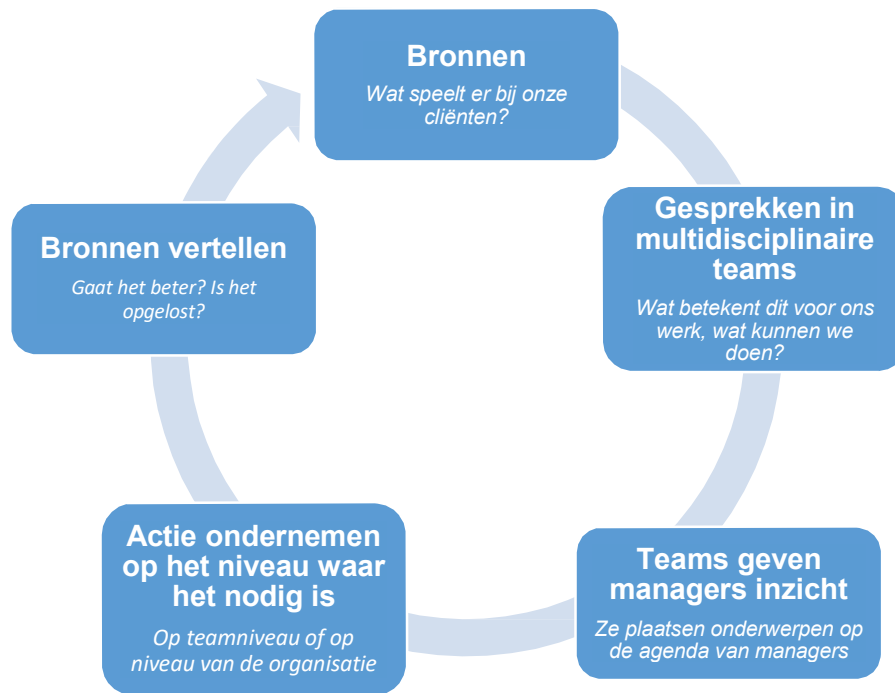 Bronnen
Wat speelt er bij onze
cliënten?
Gesprekken in
multidisciplinaire
teams
Wat betekent dit voor ons
werk, wat kunnen we
doen?
Teams geven
managers inzicht
Ze plaatsen onderwerpen op
de agenda van managers
Actie ondernemen
op het niveau waar
het nodig is
Op teamniveau of op
niveau van de organisatie
Bronnen vertellen
Gaat het beter? Is het
opgelost?